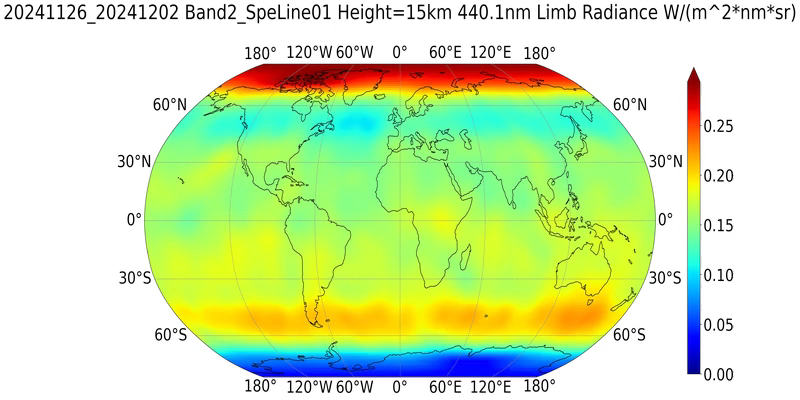 20241126_20241202 Band2_SpeLine01 Height=15km 440.1nm Limb Radiance W/(m^2*nm*sr)
180° 120°W 60°W 0° 60°E 120°E 180°
60°N 60°N
30°N 30°N
0° 0°
30°S 30°S
60°S 60°S
180° 120°W 60°W 0° 60°E 120°E 180°
0.25
0.20
0.15
0.10
0.05
0.00